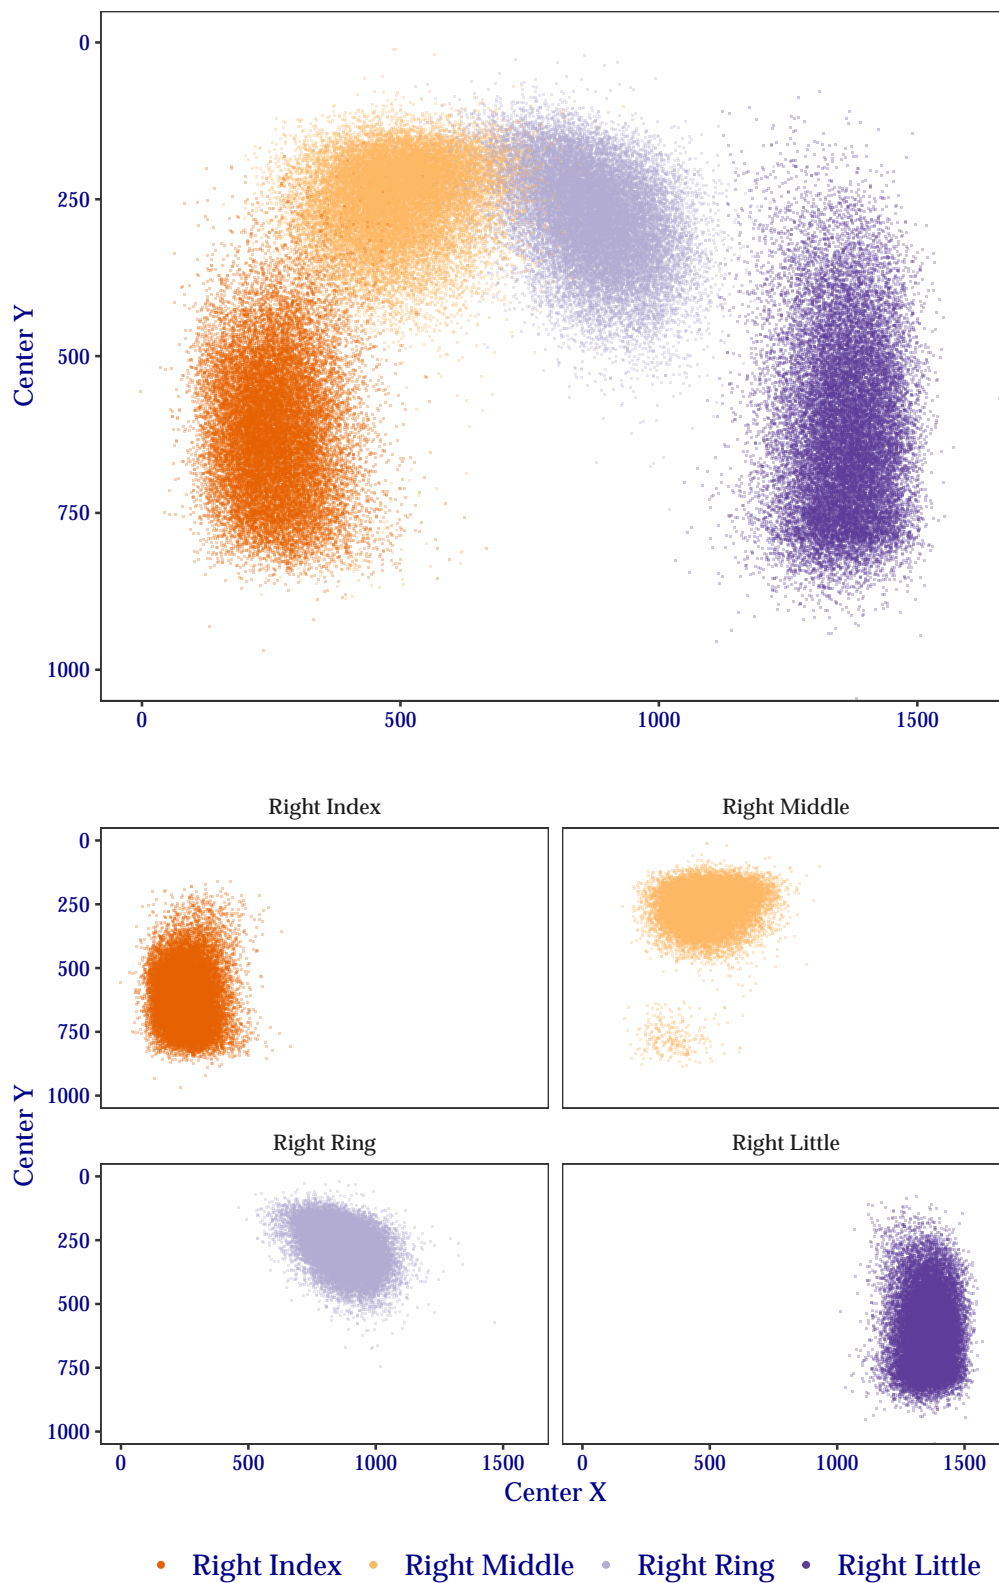 0
250
500
750
1000
Center Y
0 500 1000 1500
Right Index Right Middle
0
250
500
750
1000
Center Y
Right Ring Right Little
0
250
500
750
1000
0 500 1000 1500 0 500 1000 1500
Center X
Right Index Right Middle Right Ring Right Little